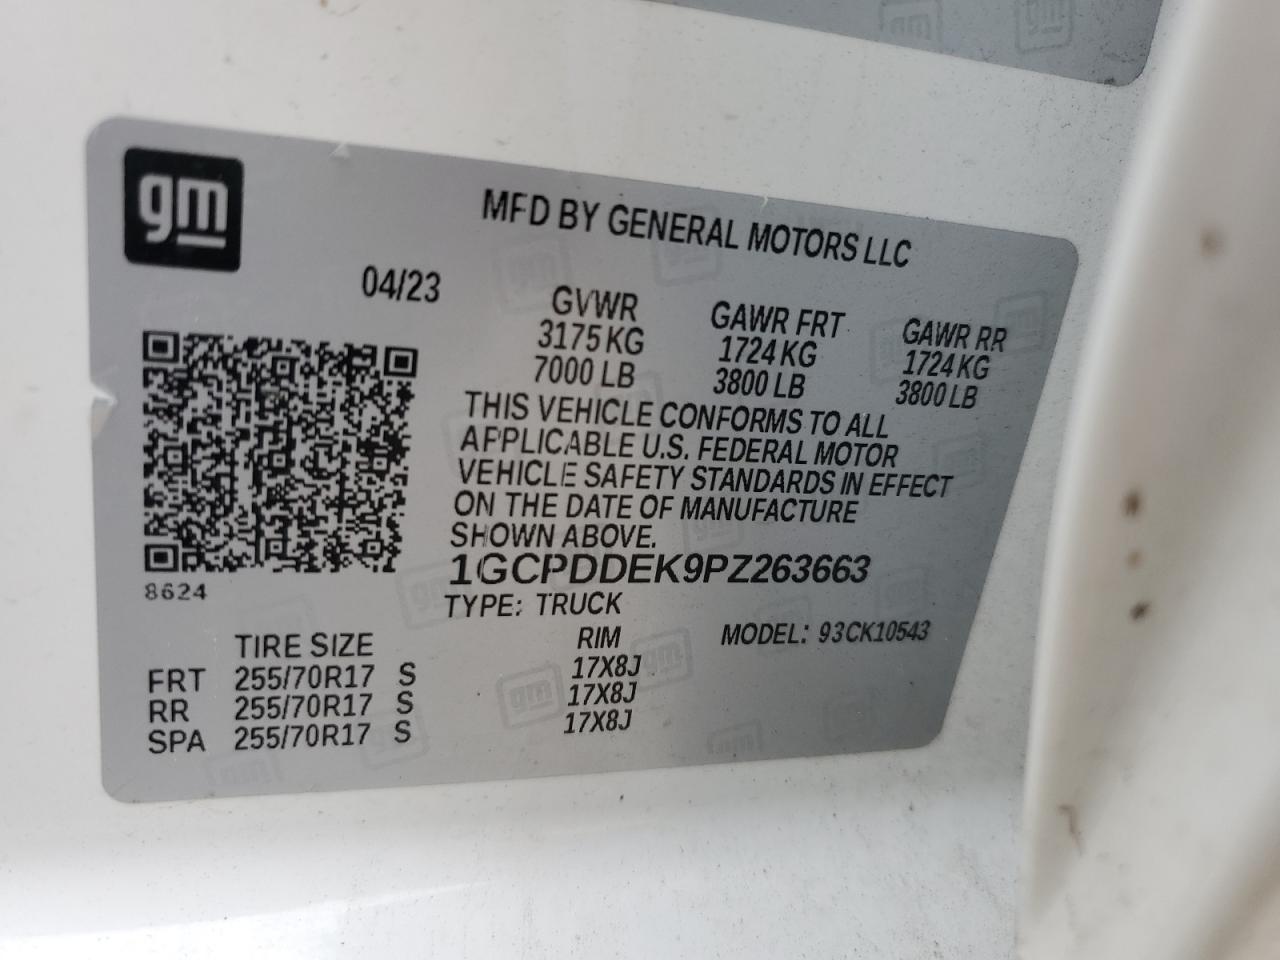 gm
MFD BY GENERAL MOTORS LLC
04/23
GVWR GAWR FRT GAWR RR
3175 KG 1724 KG 1724 KG
7000 LB 3800 LB 3800 LB
THIS VEHICLE CONFORMS TO ALL
APPLICABLE U.S. FEDERAL MOTOR
VEHICLE SAFETY STANDARDS IN EFFECT
ON THE DATE OF MANUFACTURE
SHOWN ABOVE.
1GCPDDEK9PZ263663
8624
TYPE: TRUCK
MODEL: 93CK10543
TIRE SIZE RIM
FRT 255/70R17 S 17X8J
RR 255/70R17 S 17X8J
SPA 255/70R17 S 17X8J